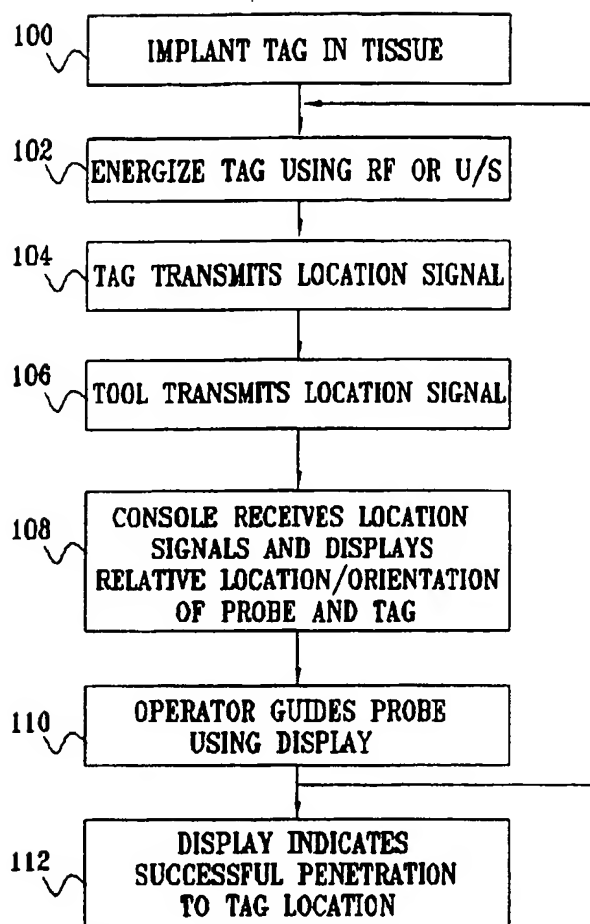 100
IMPLANT TAG IN TISSUE
102
ENERGIZE TAG USING RF OR U/S
104
TAG TRANSMITS LOCATION SIGNAL
106
TOOL TRANSMITS LOCATION SIGNAL
108
CONSOLE RECEIVES LOCATION
SIGNALS AND DISPLAYS
RELATIVE LOCATION/ORIENTATION
OF PROBE AND TAG
110
OPERATOR GUIDES PROBE
USING DISPLAY
112
DISPLAY INDICATES
SUCCESSFUL PENETRATION
TO TAG LOCATION